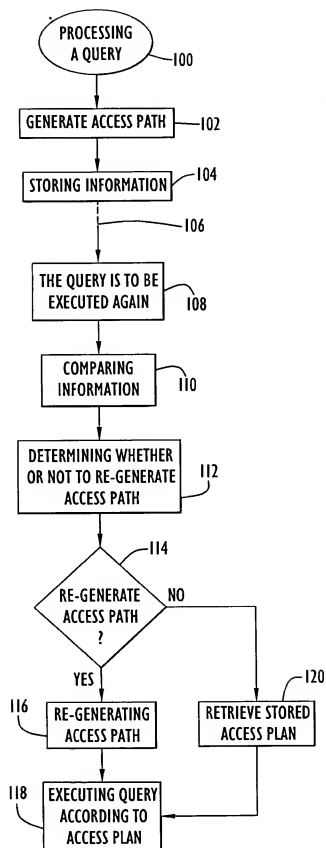 PROCESSING
A QUERY
100
GENERATE ACCESS PATH
102
STORING INFORMATION
104
106
THE QUERY IS TO BE
EXECUTED AGAIN
108
COMPARING
INFORMATION
110
DETERMINING WHETHER
OR NOT TO RE-GENERATE
ACCESS PATH
112
114
RE-GENERATE
ACCESS PATH
?
NO
YES
116
RE-GENERATING
ACCESS PATH
120
RETRIEVE STORED
ACCESS PLAN
118
EXECUTING QUERY
ACCORDING TO
ACCESS PLAN